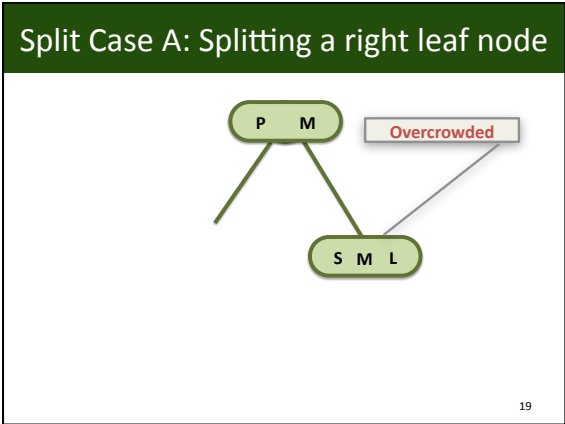 Split Case A: Splitting a right leaf node
P M
Overcrowded
S M L
19